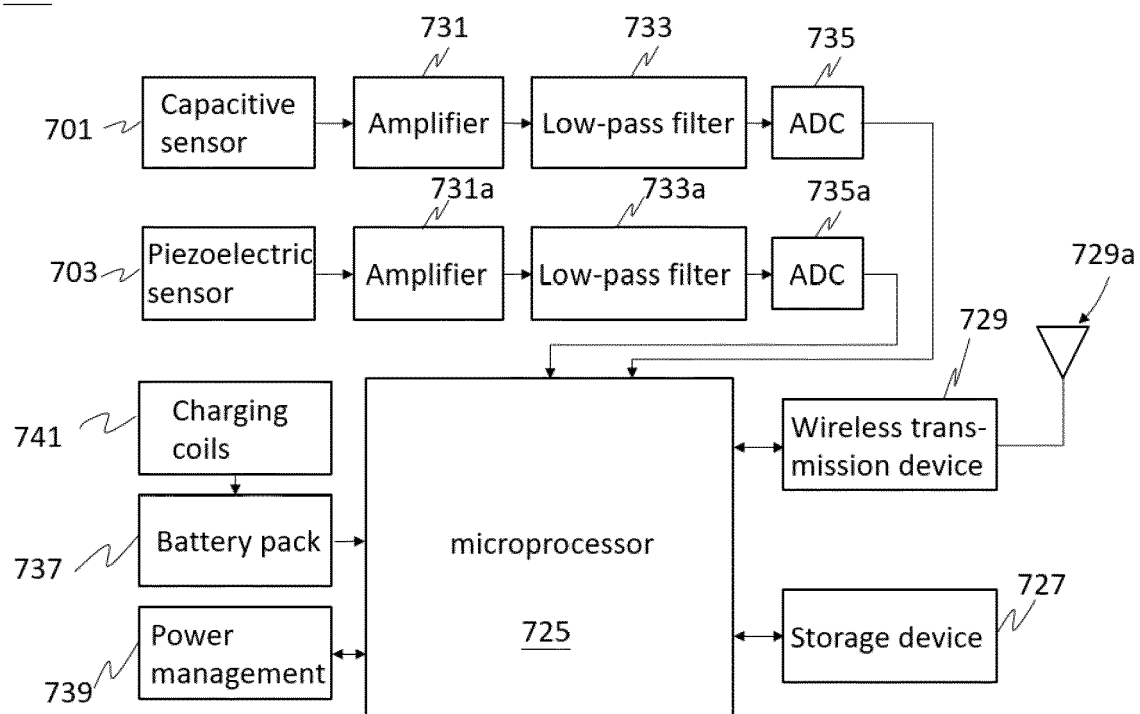 731
733
735
701
Capacitive
sensor
Amplifier
Low-pass filter
ADC
731a
733a
735a
703
Piezoelectric
sensor
Amplifier
Low-pass filter
ADC
729a
729
741
Charging
coils
Wireless trans-
mission device
737
Battery pack
microprocessor
725
727
Storage device
739
Power
management